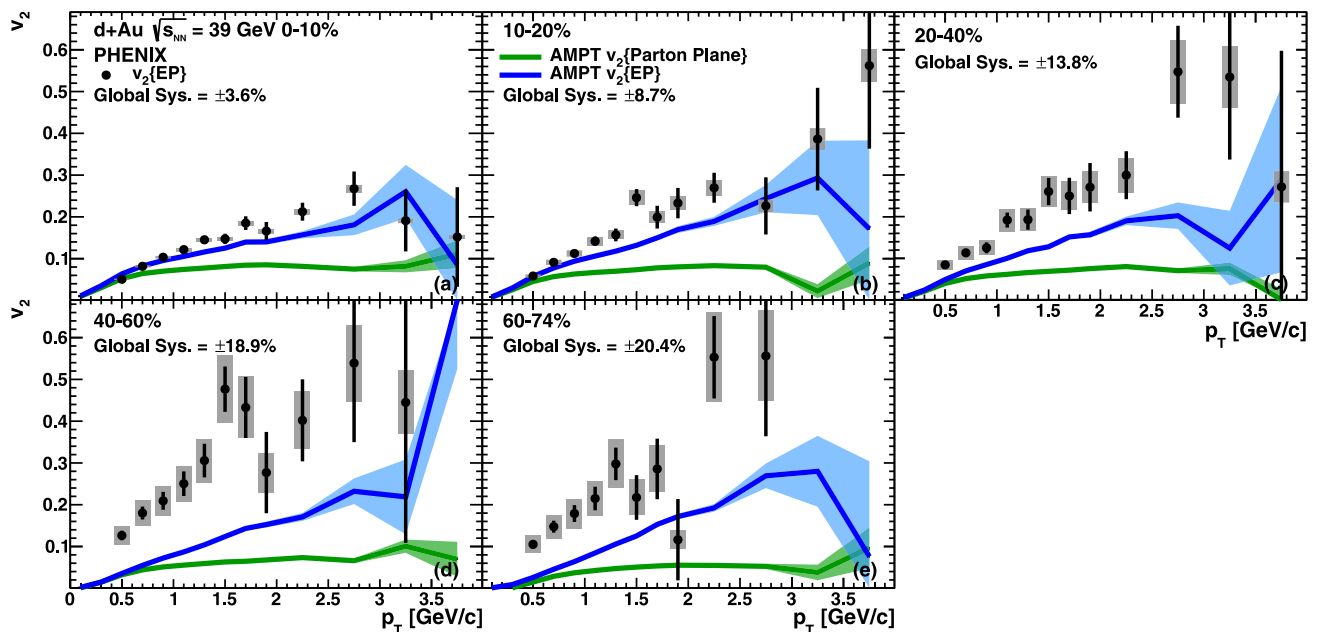 v₂
0.6
0.5
0.4
0.3
0.2
0.1
d+Au √s_NN = 39 GeV 0-10%
PHENIX
v₂{EP}
Global Sys. = ±3.6%
(a)
10-20%
AMPT v₂{Parton Plane}
AMPT v₂{EP}
Global Sys. = ±8.7%
(b)
20-40%
Global Sys. = ±13.8%
(c)
0.5 1 1.5 2 2.5 3 3.5
p_T [GeV/c]
v₂
0.6
0.5
0.4
0.3
0.2
0.1
40-60%
Global Sys. = ±18.9%
(d)
0 0.5 1 1.5 2 2.5 3 3.5
p_T [GeV/c]
60-74%
Global Sys. = ±20.4%
(e)
0.5 1 1.5 2 2.5 3 3.5
p_T [GeV/c]